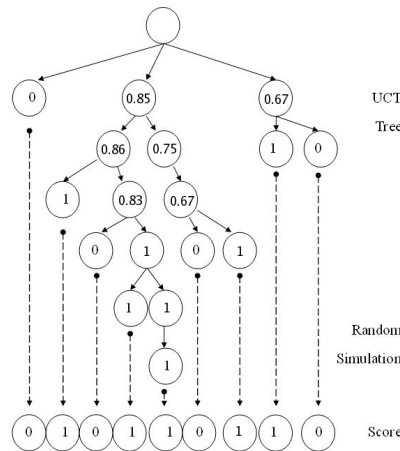 0 0.85 0.67 UCT
Tree
0.86 0.75 1 0
1 0.83 0.67
0 1 0 1
1 1
Random
1 Simulation
0 1 0 1 1 0 1 1 0 Score